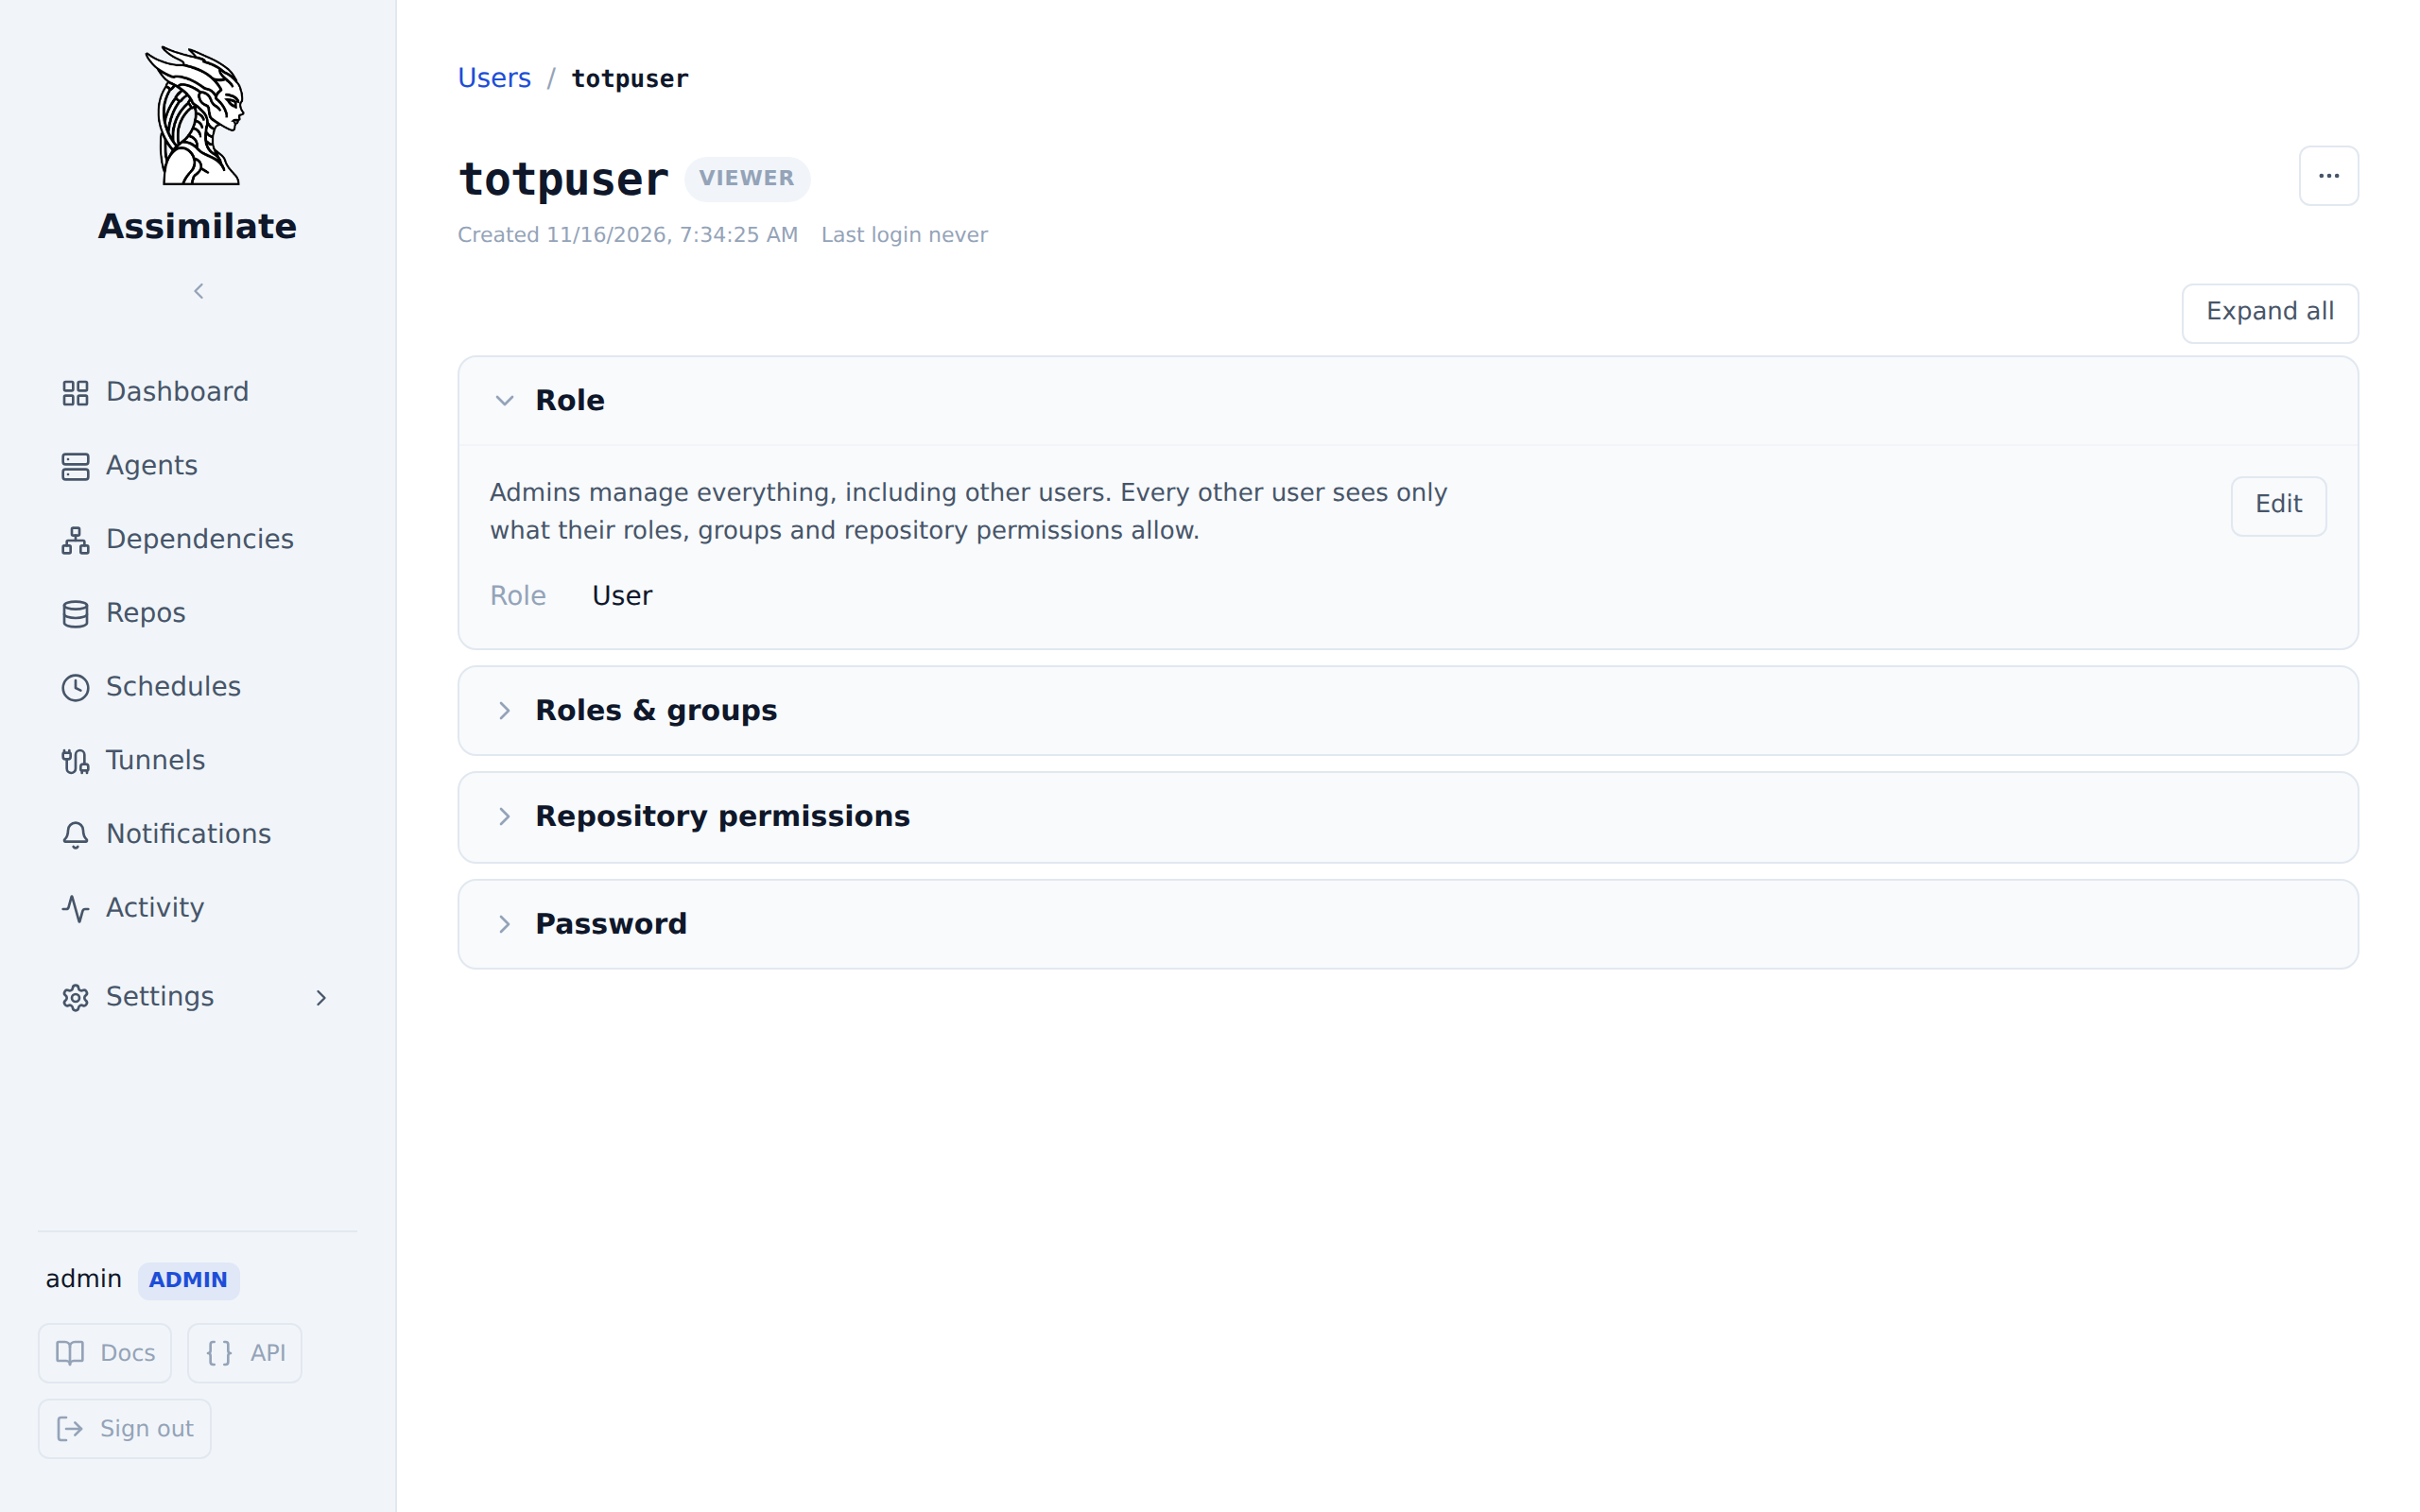 Assimilate
Dashboard
Agents
Dependencies
Repos
Schedules
Tunnels
Notifications
Activity
Settings
admin ADMIN
Docs
API
Sign out
Users / totpuser
totpuser VIEWER
Created 11/16/2026, 7:34:25 AM Last login never
Expand all
Role
Admins manage everything, including other users. Every other user sees only
what their roles, groups and repository permissions allow.
Edit
Role User
Roles & groups
Repository permissions
Password